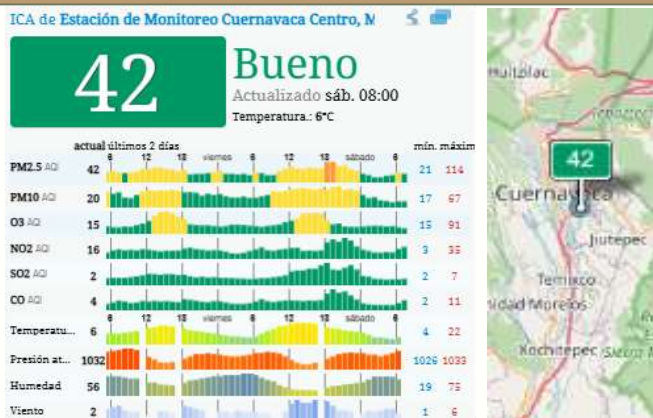 ICA de Estación de Monitoreo Cuernavaca Centro, M
42
Bueno
Actualizado sáb. 08:00
Temperatura.: 6°C
actual últimos 2 días mín. máxim
6 12 18 viernes 6 12 18 sábado 6
PM2.5 AQI 42 21 114
PM10 AQI 20 17 67
O3 AQI 15 15 91
NO2 AQI 16 3 35
SO2 AQI 2 2 7
CO AQI 4 2 11
6 12 18 viernes 6 12 18 sábado 6
Temperatu... 6 4 22
Presión at... 1032 1026 1033
Humedad 56 19 75
Viento 2 1 6
Huitzilac
42
Cuernavaca
Jiutepec
Temixco
Xochitepec